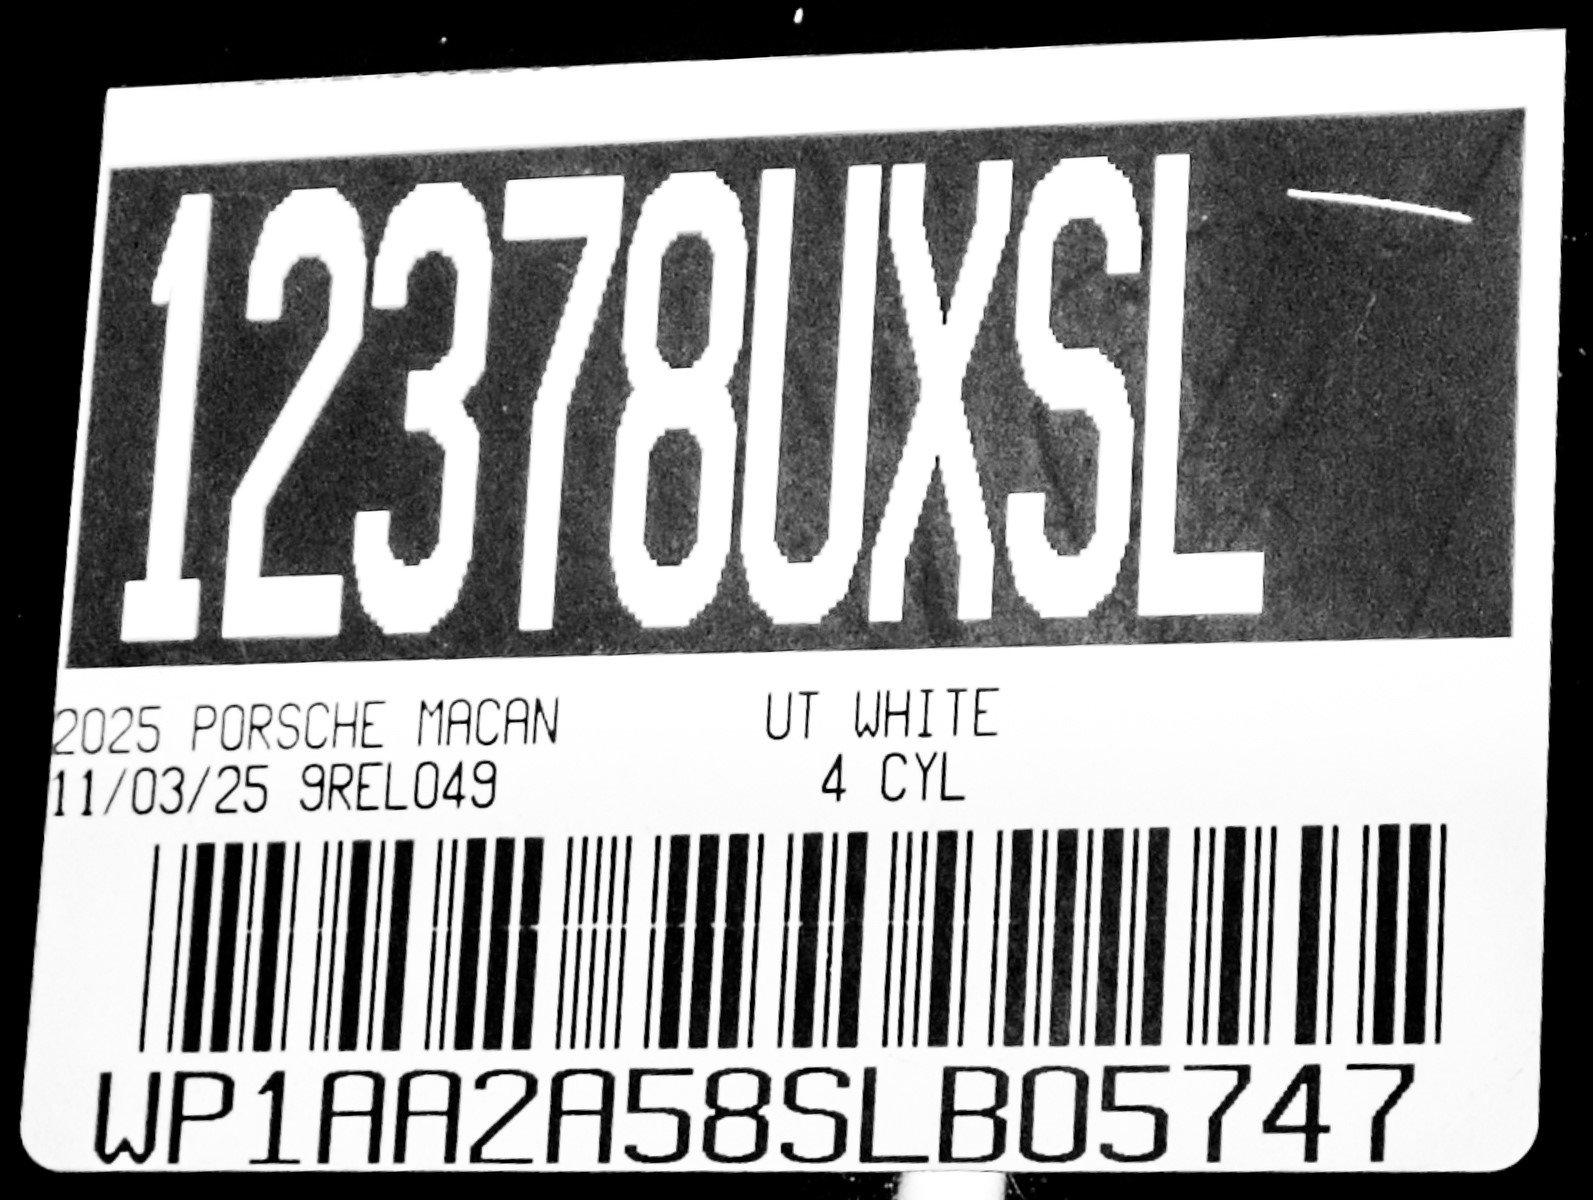 12378UXSL
2025 PORSCHE MACAN UT WHITE
11/03/25 9REL049 4 CYL
WP1AA2A58SLB05747